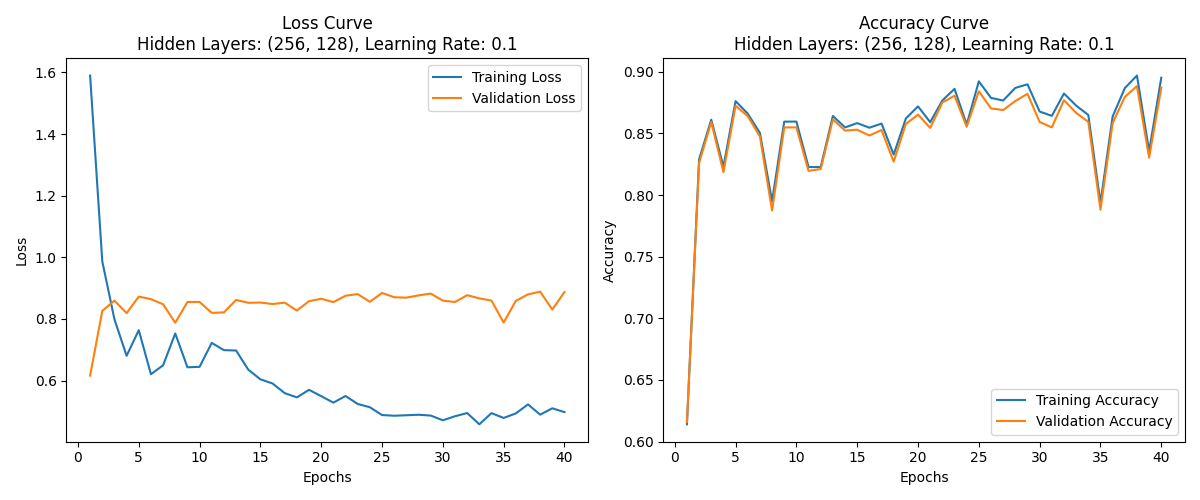 Loss Curve
Hidden Layers: (256, 128), Learning Rate: 0.1
Training Loss
Validation Loss
1.6
1.4
1.2
1.0
0.8
0.6
Loss
0 5 10 15 20 25 30 35 40
Epochs
Accuracy Curve
Hidden Layers: (256, 128), Learning Rate: 0.1
0.90
0.85
0.80
0.75
0.70
0.65
0.60
Accuracy
Training Accuracy
Validation Accuracy
0 5 10 15 20 25 30 35 40
Epochs